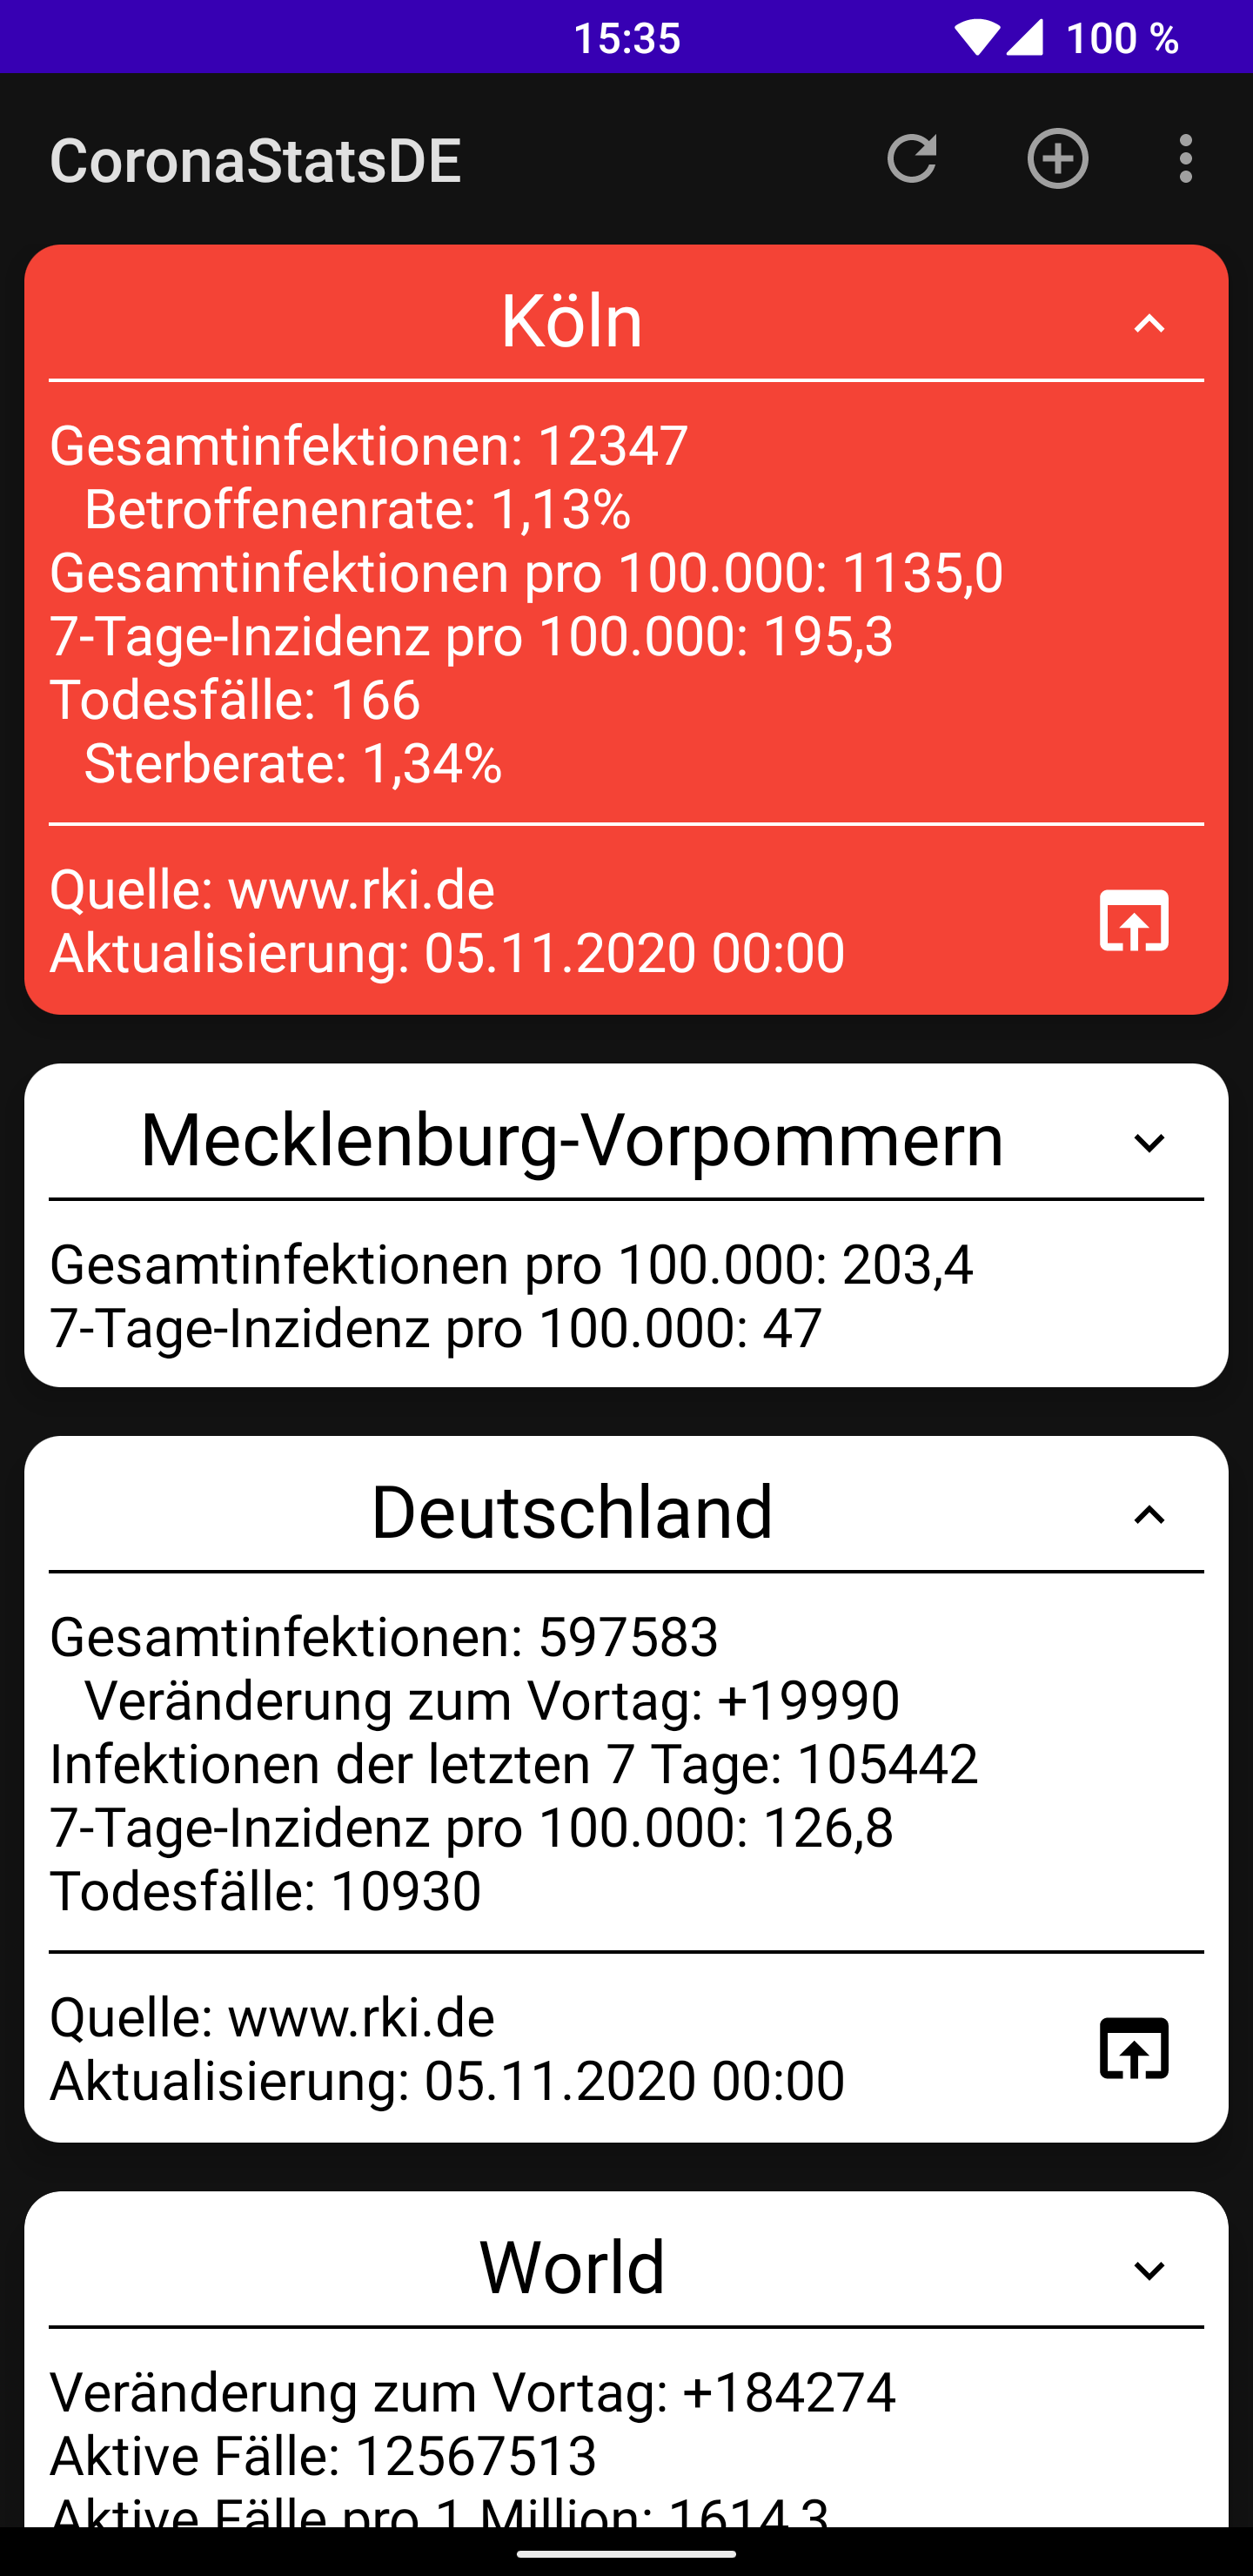 15:35 100 %
CoronaStatsDE
Köln
Gesamtinfektionen: 12347
Betroffenenrate: 1,13%
Gesamtinfektionen pro 100.000: 1135,0
7-Tage-Inzidenz pro 100.000: 195,3
Todesfälle: 166
Sterberate: 1,34%
Quelle: www.rki.de
Aktualisierung: 05.11.2020 00:00
Mecklenburg-Vorpommern
Gesamtinfektionen pro 100.000: 203,4
7-Tage-Inzidenz pro 100.000: 47
Deutschland
Gesamtinfektionen: 597583
Veränderung zum Vortag: +19990
Infektionen der letzten 7 Tage: 105442
7-Tage-Inzidenz pro 100.000: 126,8
Todesfälle: 10930
Quelle: www.rki.de
Aktualisierung: 05.11.2020 00:00
World
Veränderung zum Vortag: +184274
Aktive Fälle: 12567513
Aktive Fälle pro 1 Million: 1614,3